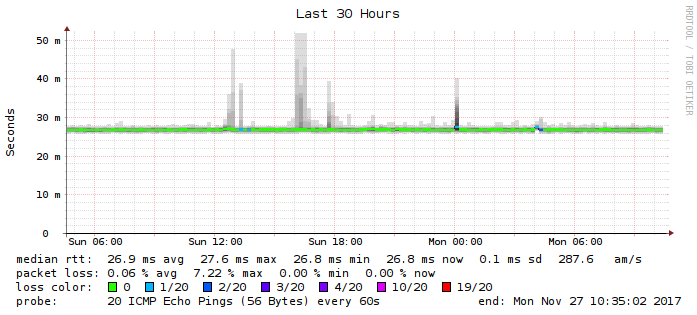 Last 30 Hours
RRDTOOL / TOBI OETIKER
Seconds
50 m
40 m
30 m
20 m
10 m
0
Sun 06:00 Sun 12:00 Sun 18:00 Mon 00:00 Mon 06:00
median rtt: 26.9 ms avg 27.6 ms max 26.8 ms min 26.8 ms now 0.1 ms sd 287.6 am/s
packet loss: 0.06 % avg 7.22 % max 0.00 % min 0.00 % now
loss color: 0 1/20 2/20 3/20 4/20 10/20 19/20
probe: 20 ICMP Echo Pings (56 Bytes) every 60s end: Mon Nov 27 10:35:02 2017